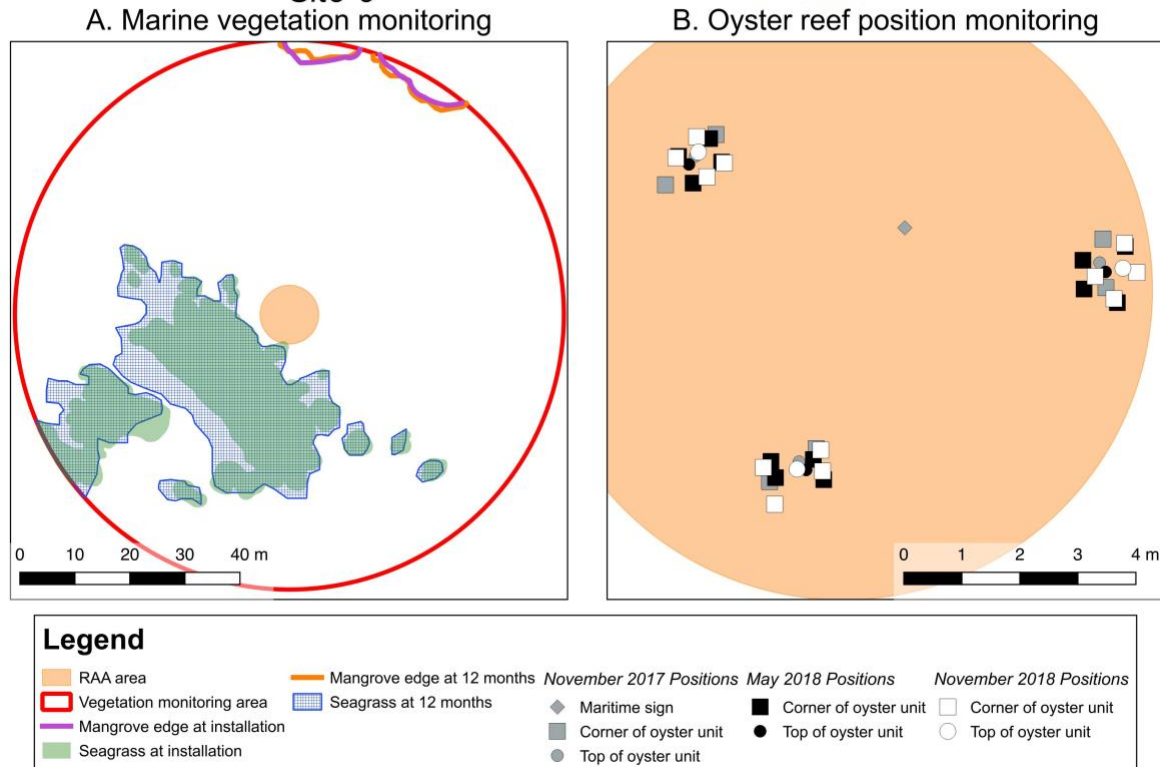 A. Marine vegetation monitoring
B. Oyster reef position monitoring
0 10 20 30 40 m
0 1 2 3 4 m
Legend
RAA area
Vegetation monitoring area
Mangrove edge at installation
Seagrass at installation
Mangrove edge at 12 months
Seagrass at 12 months
November 2017 Positions
Maritime sign
Corner of oyster unit
Top of oyster unit
May 2018 Positions
Corner of oyster unit
Top of oyster unit
November 2018 Positions
Corner of oyster unit
Top of oyster unit